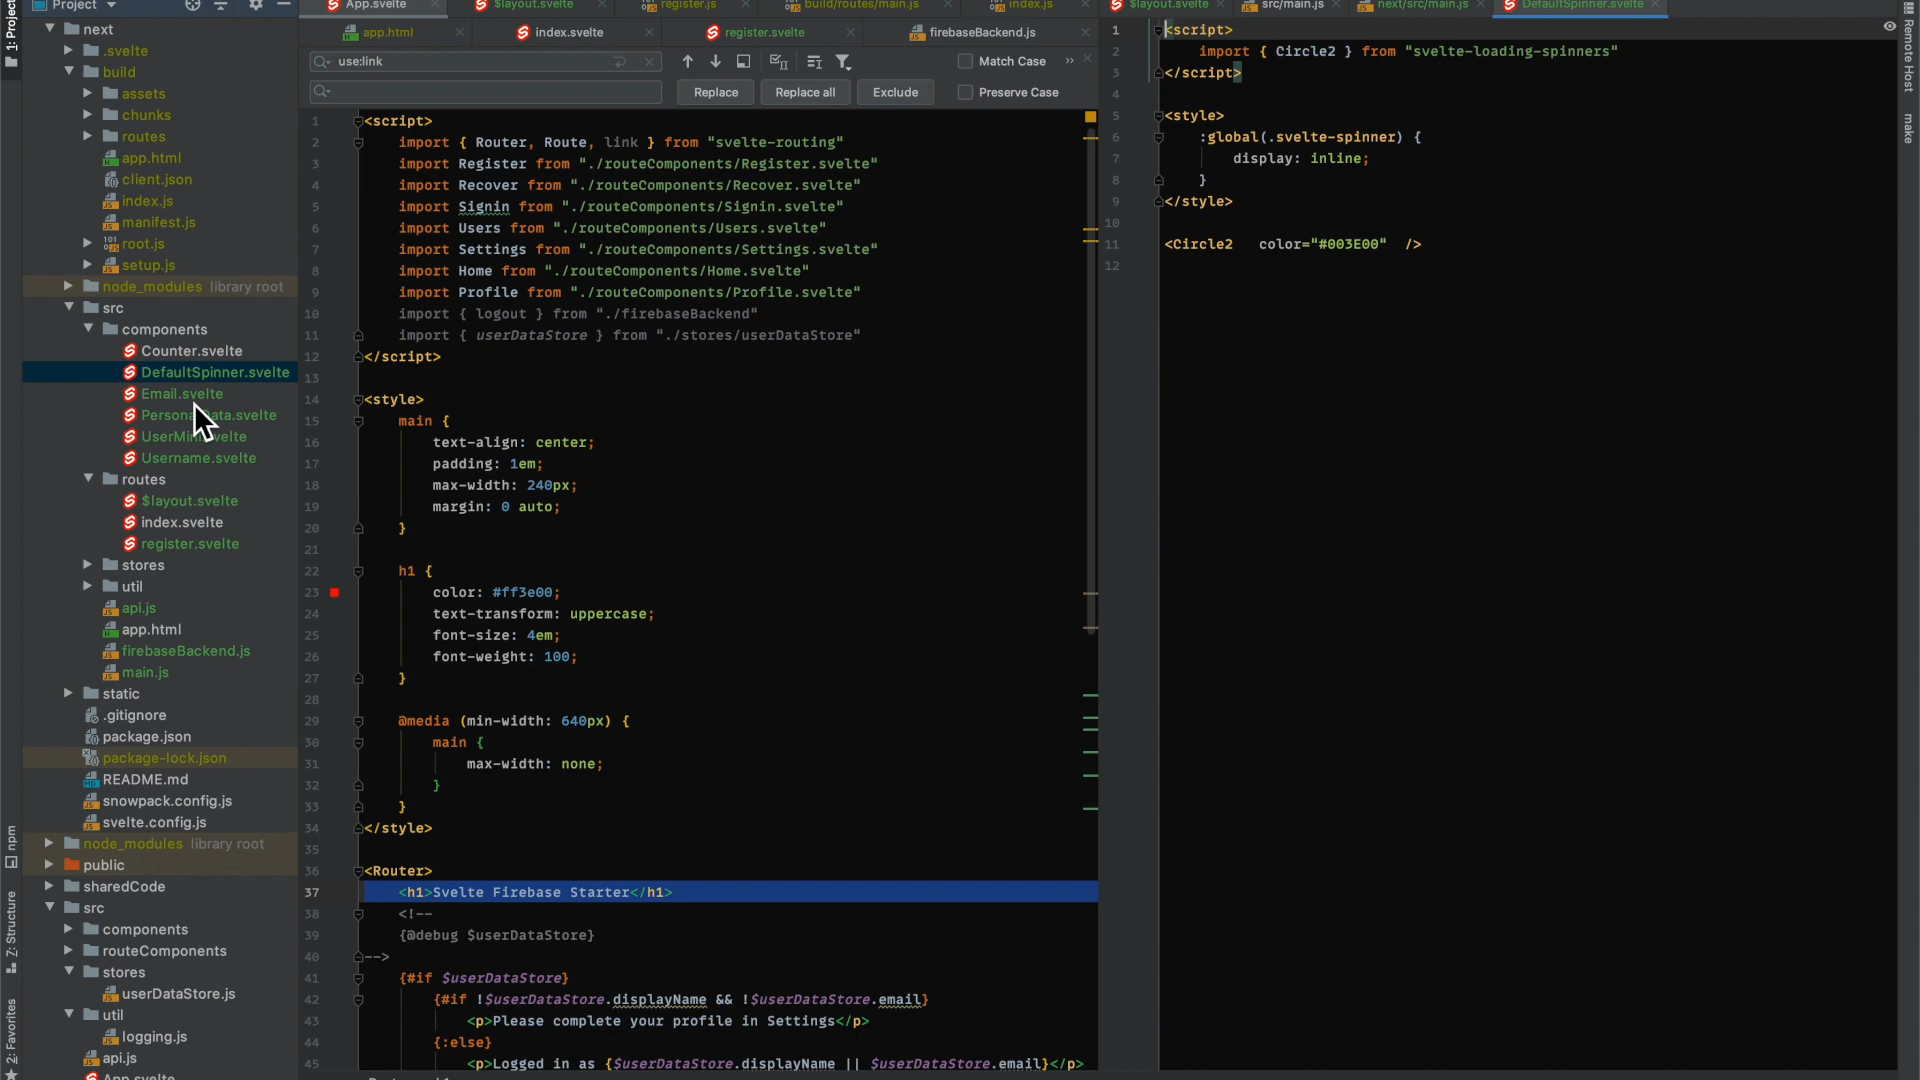 Project
App.svelte
$layout.svelte
register.js
build/routes/main.js
index.js
$layout.svelte
src/main.js
next/src/main.js
DefaultSpinner.svelte
app.html
index.svelte
register.svelte
firebaseBackend.js
use:link
Match Case
Replace
Replace all
Exclude
Preserve Case
1: Project
Z: Structure
2: Favorites
npm
Remote Host
make
next
.svelte
build
assets
chunks
routes
app.html
client.json
index.js
manifest.js
root.js
setup.js
node_modules library root
src
components
Counter.svelte
DefaultSpinner.svelte
Email.svelte
Username.svelte
routes
$layout.svelte
index.svelte
register.svelte
stores
util
api.js
app.html
firebaseBackend.js
main.js
static
.gitignore
package.json
package-lock.json
README.md
snowpack.config.js
svelte.config.js
node_modules library root
public
sharedCode
src
components
routeComponents
stores
userDataStore.js
util
logging.js
api.js
App.svelte
1 <script>
2 import { Router, Route, link } from "svelte-routing"
3 import Register from "./routeComponents/Register.svelte"
4 import Recover from "./routeComponents/Recover.svelte"
5 import Signin from "./routeComponents/Signin.svelte"
6 import Users from "./routeComponents/Users.svelte"
7 import Settings from "./routeComponents/Settings.svelte"
8 import Home from "./routeComponents/Home.svelte"
9 import Profile from "./routeComponents/Profile.svelte"
10 import { logout } from "./firebaseBackend"
11 import { userDataStore } from "./stores/userDataStore"
12 </script>
13
14 <style>
15 main {
16 text-align: center;
17 padding: 1em;
18 max-width: 240px;
19 margin: 0 auto;
20 }
21
22 h1 {
23 color: #ff3e00;
24 text-transform: uppercase;
25 font-size: 4em;
26 font-weight: 100;
27 }
28
29 @media (min-width: 640px) {
30 main {
31 max-width: none;
32 }
33 }
34 </style>
35
36 <Router>
37 <h1>Svelte Firebase Starter</h1>
38 <!--
39 {@debug $userDataStore}
40 -->
41 {#if $userDataStore}
42 {#if !$userDataStore.displayName && !$userDataStore.email}
43 <p>Please complete your profile in Settings</p>
44 {:else}
45 <p>Logged in as {$userDataStore.displayName || $userDataStore.email}</p>
1 <script>
2 import { Circle2 } from "svelte-loading-spinners"
3 </script>
4
5 <style>
6 :global(.svelte-spinner) {
7 display: inline;
8 }
9 </style>
10
11 <Circle2 color="#003E00" />
12